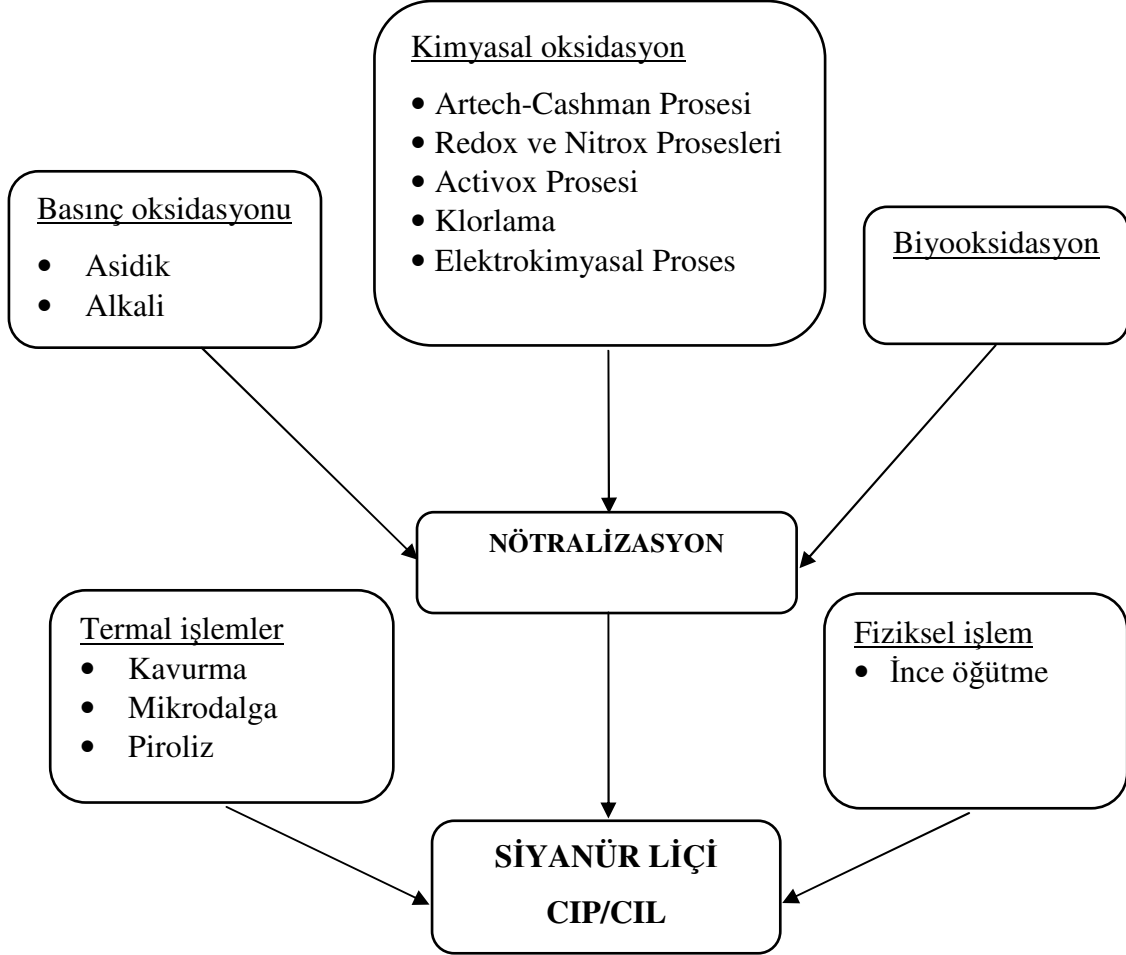 Kimyasal oksidasyon
• Artech-Cashman Prosesi
• Redox ve Nitrox Prosesleri
• Activox Prosesi
• Klorlama
• Elektrokimyasal Proses
Basınç oksidasyonu
• Asidik
• Alkali
Biyooksidasyon
NÖTRALİZASYON
Termal işlemler
• Kavurma
• Mikrodalga
• Piroliz
Fiziksel işlem
• İnce öğütme
SİYANÜR LİÇİ
CIP/CIL